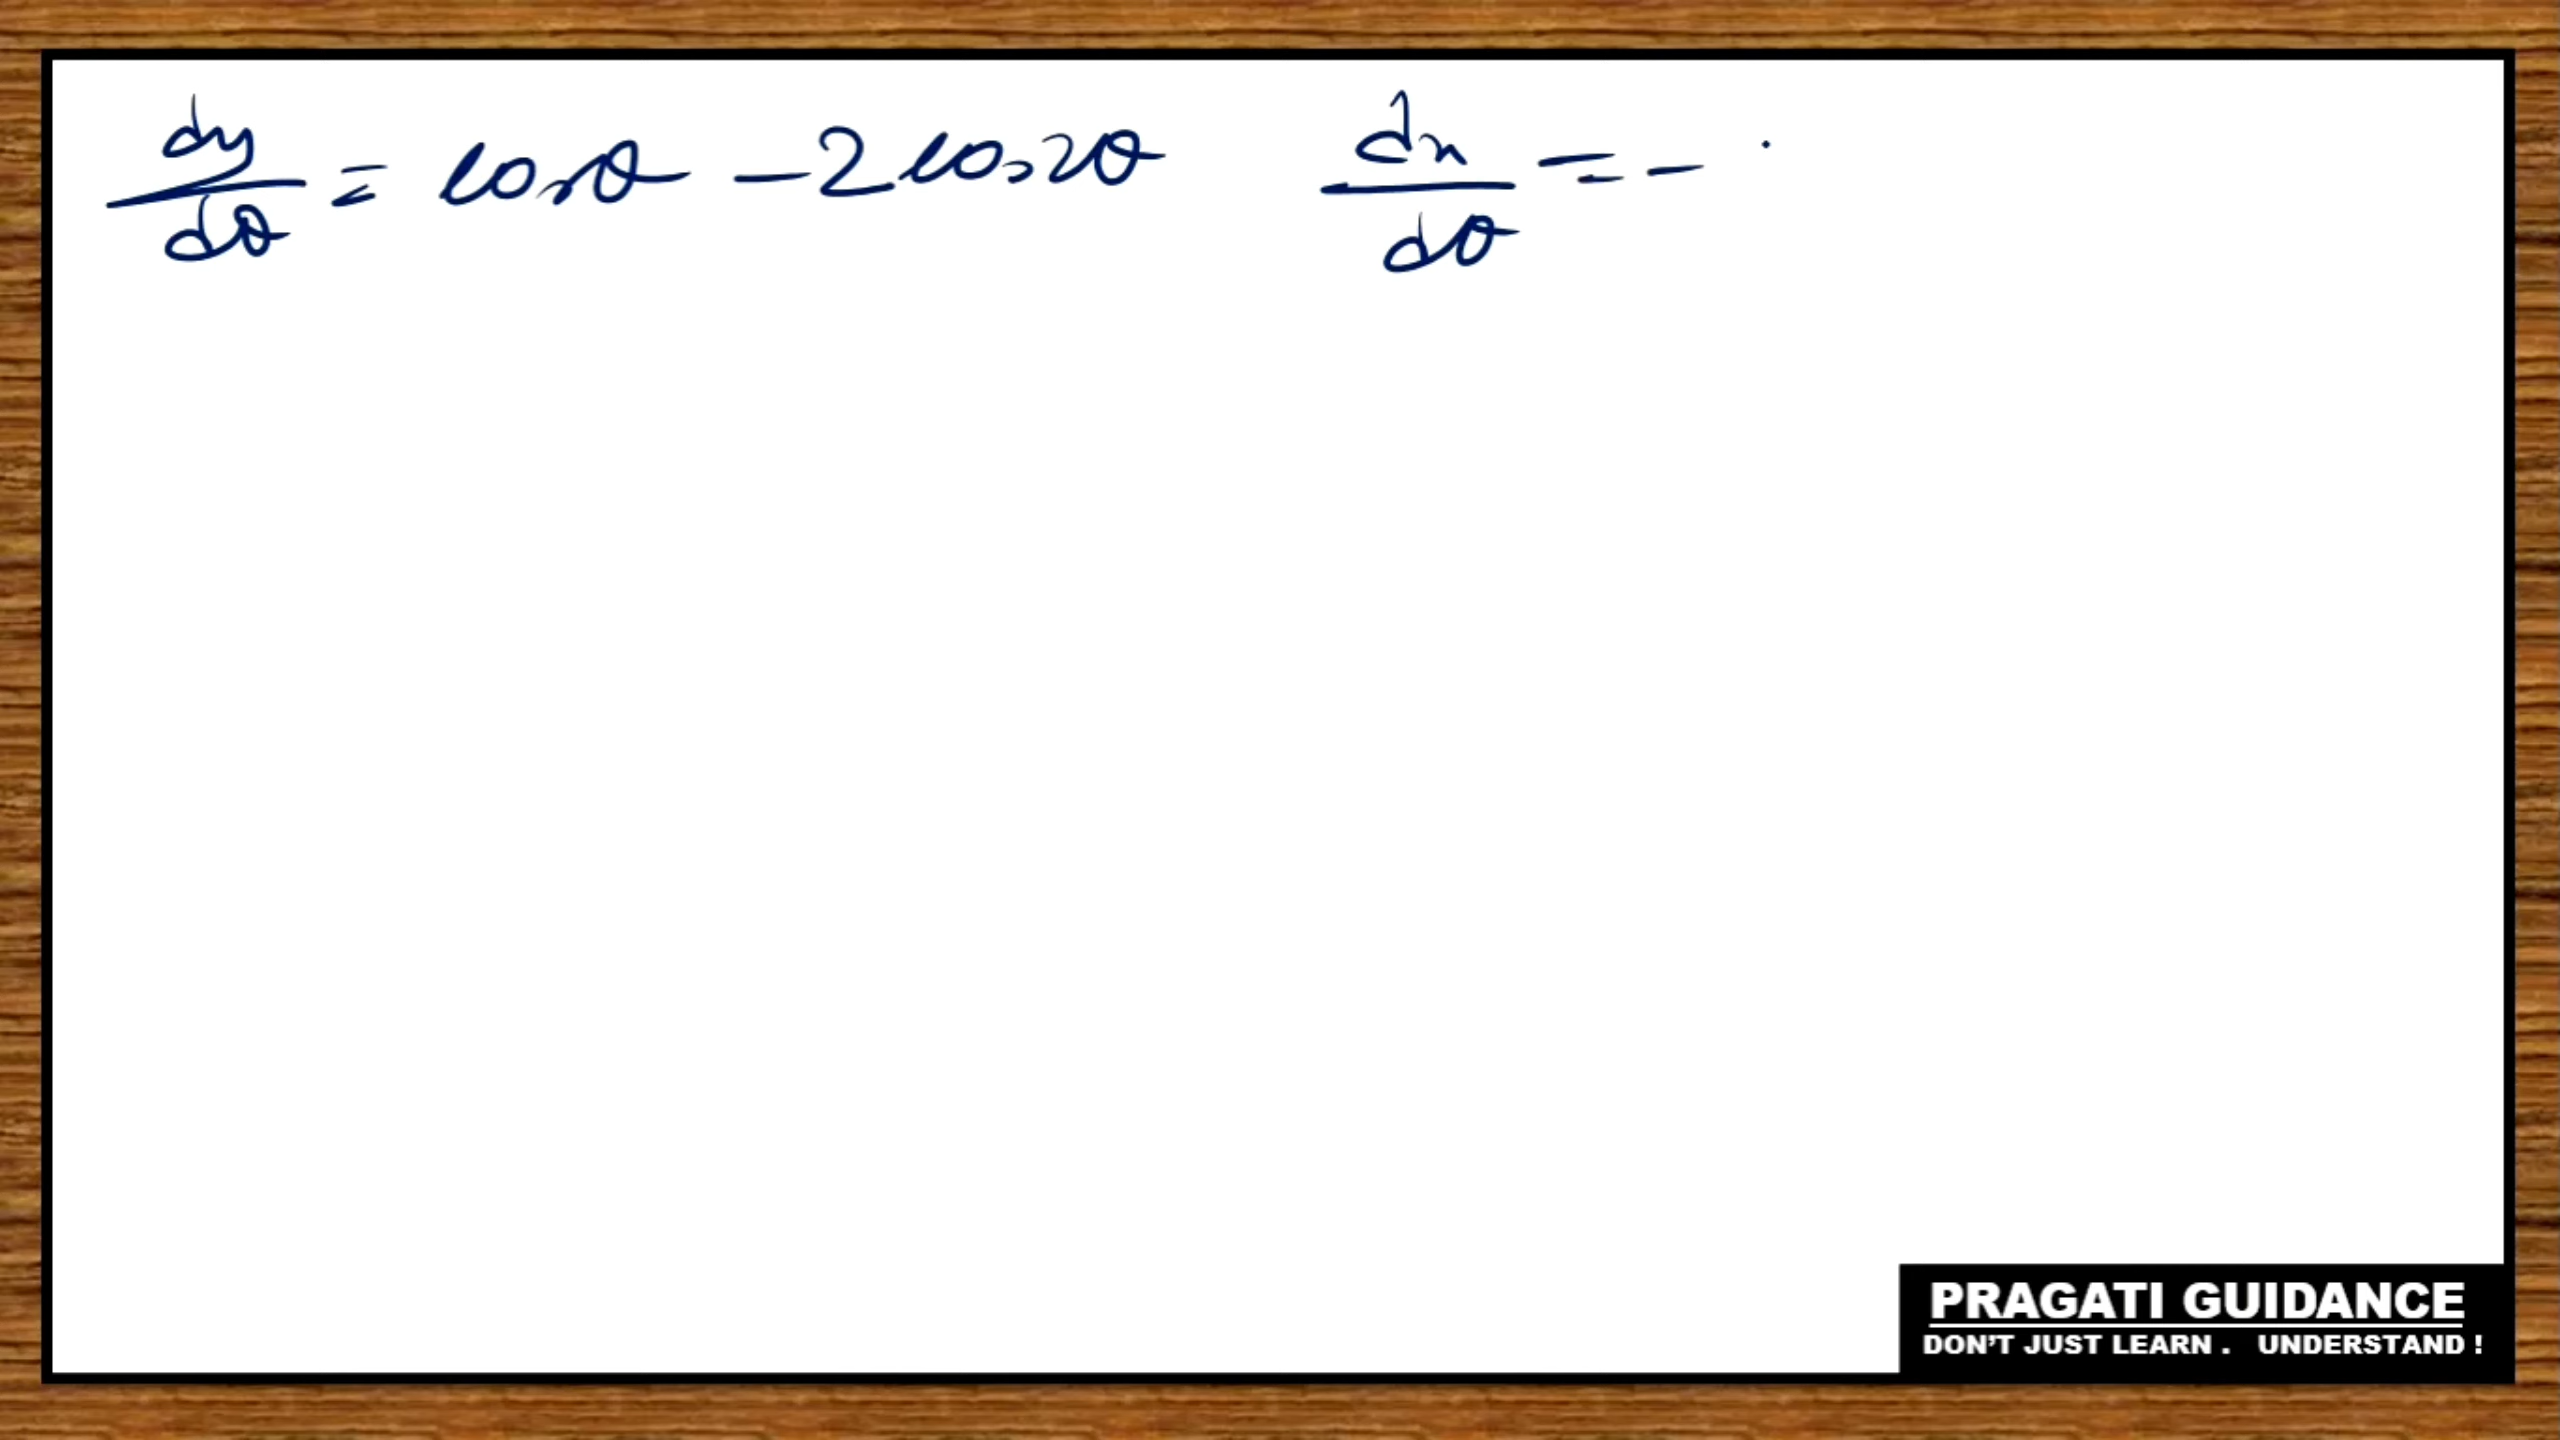 dy/dθ = cosθ - 2cos2θ dx/dθ = -
PRAGATI GUIDANCE
DON'T JUST LEARN . UNDERSTAND !